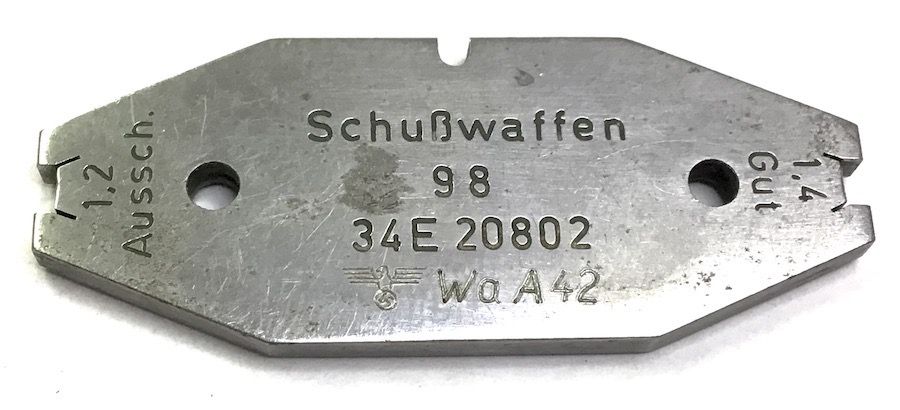 Schußwaffen
98
34E 20802
WaA42
1,2
Aussch.
1,4
Gut